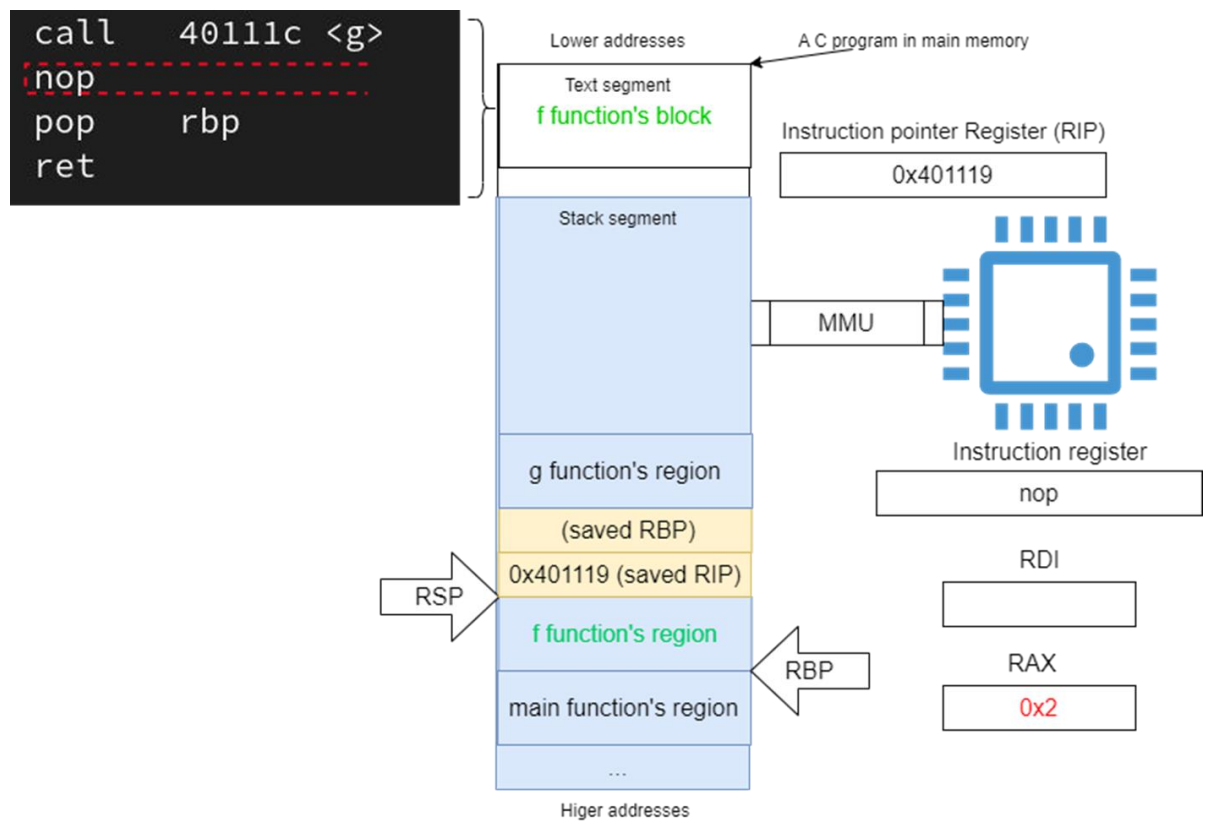 call 40111c <g>
nop
pop rbp
ret
Lower addresses
A C program in main memory
Text segment
f function's block
Instruction pointer Register (RIP)
0x401119
Stack segment
MMU
Instruction register
nop
g function's region
(saved RBP)
0x401119 (saved RIP)
RSP
f function's region
RBP
main function's region
...
RDI
RAX
0x2
Higer addresses